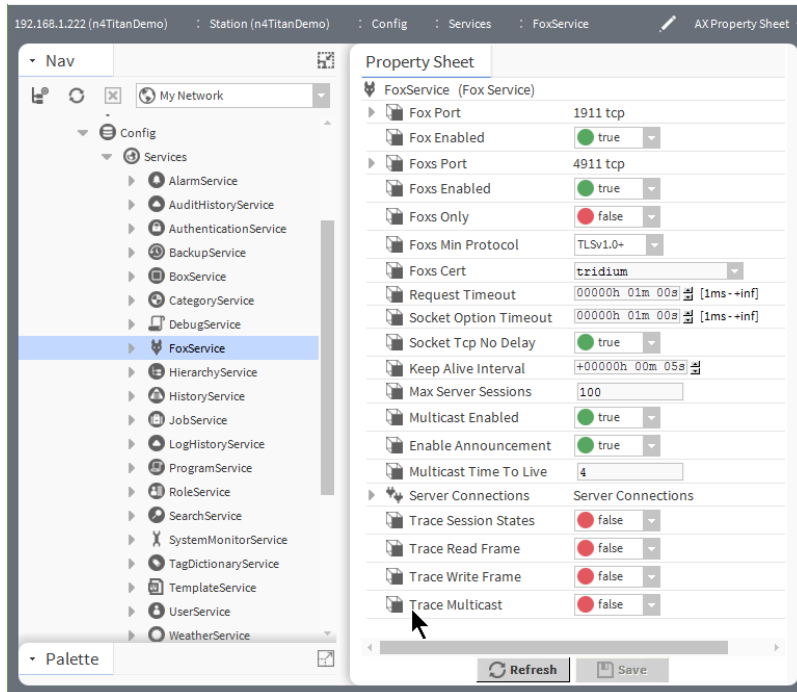 192.168.1.222 (n4TitanDemo) : Station (n4TitanDemo) : Config : Services : FoxService AX Property Sheet
Nav
My Network
Config
Services
AlarmService
AuditHistoryService
AuthenticationService
BackupService
BoxService
CategoryService
DebugService
FoxService
HierarchyService
HistoryService
JobService
LogHistoryService
ProgramService
RoleService
SearchService
SystemMonitorService
TagDictionaryService
TemplateService
UserService
WeatherService
Palette
Property Sheet
FoxService (Fox Service)
Fox Port 1911 tcp
Fox Enabled true
Foxs Port 4911 tcp
Foxs Enabled true
Foxs Only false
Foxs Min Protocol TLSv1.0+
Foxs Cert tridium
Request Timeout 00000h 01m 00s [1ms-+inf]
Socket Option Timeout 00000h 01m 00s [1ms-+inf]
Socket Tcp No Delay true
Keep Alive Interval +00000h 00m 05s
Max Server Sessions 100
Multicast Enabled true
Enable Announcement true
Multicast Time To Live 4
Server Connections Server Connections
Trace Session States false
Trace Read Frame false
Trace Write Frame false
Trace Multicast false
Refresh Save